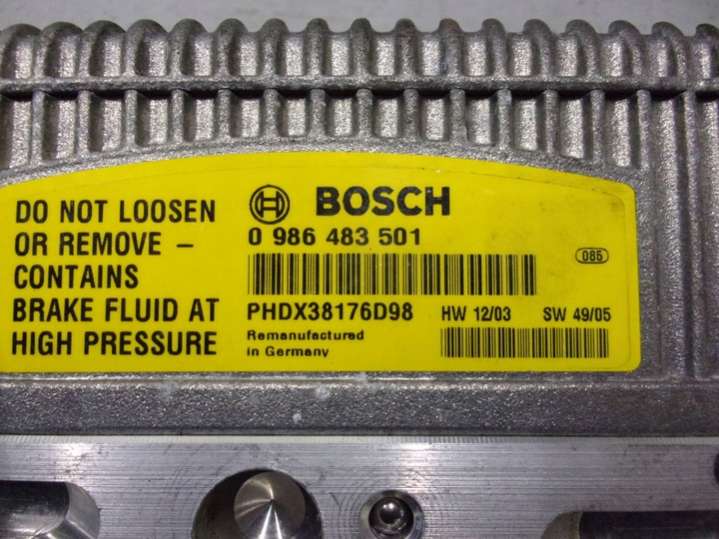 DO NOT LOOSEN
OR REMOVE –
CONTAINS
BRAKE FLUID AT
HIGH PRESSURE
BOSCH
0 986 483 501
085
PHDX38176D98
HW 12/03 SW 49/05
Remanufactured
in Germany